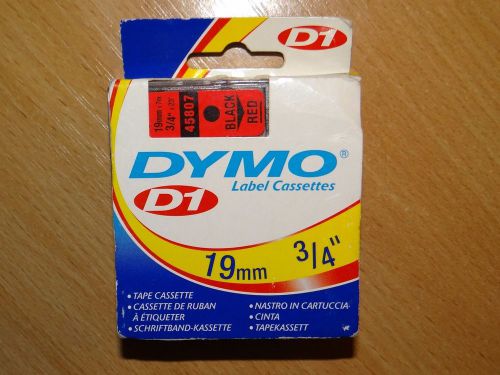 D1
19mm x 7m
3/4" x 23'
45807
BLACK
RED
DYMO®
D1 Label Cassettes
19mm 3/4"
• TAPE CASSETTE
• CASSETTE DE RUBAN
À ÉTIQUETER
• SCHRIFTBAND-KASSETTE
• NASTRO IN CARTUCCIA
• CINTA
• TAPEKASSETT